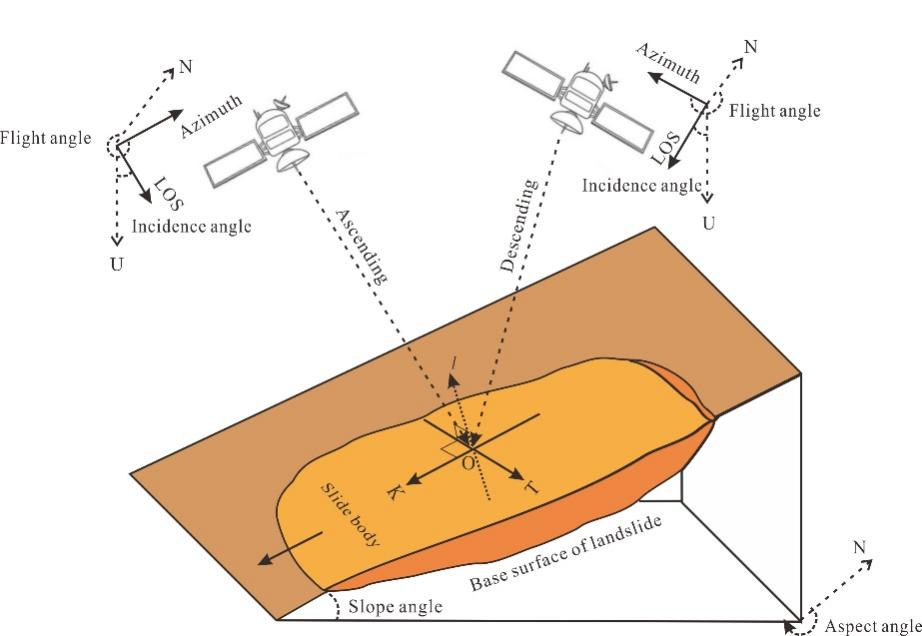 N
Azimuth
Flight angle
LOS
Incidence angle
U
N
Azimuth
Flight angle
LOS
Incidence angle
U
Ascending
Descending
I
O
K
T
Slide body
Base surface of landslide
Slope angle
N
Aspect angle